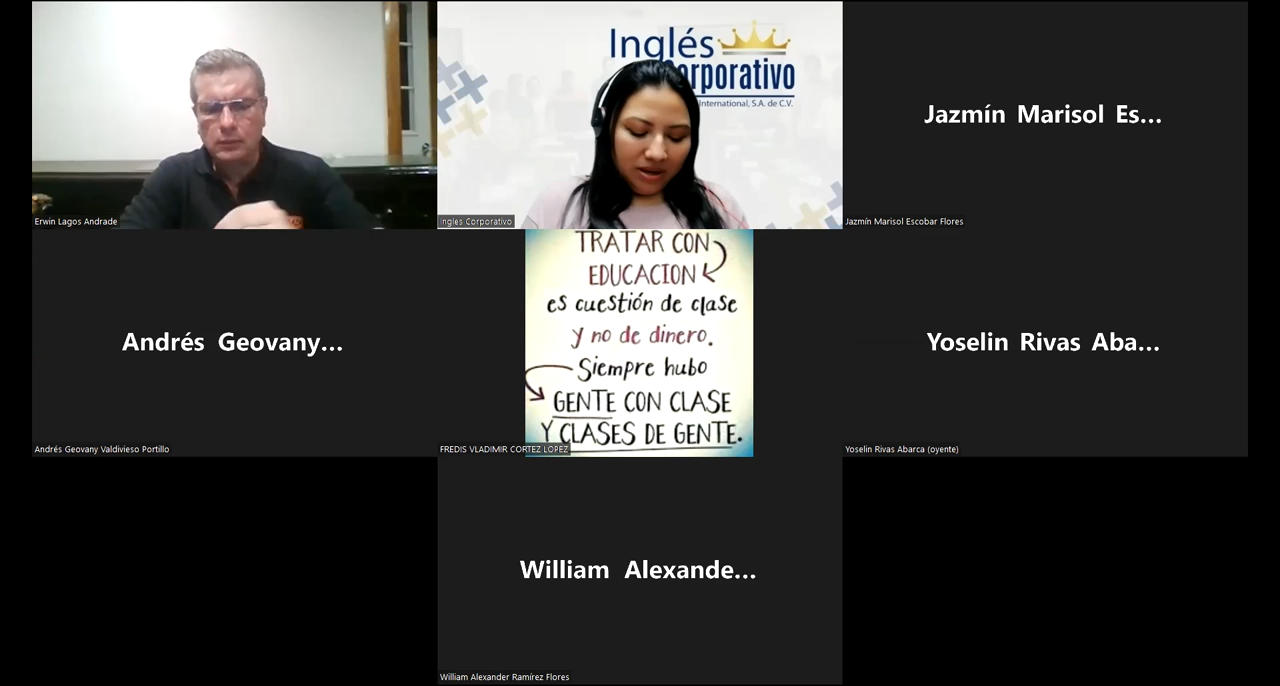 Inglés
Corporativo
International, S.A. de C.V.
Erwin Lagos Andrade
Inglés Corporativo
Jazmín Marisol Es...
Jazmín Marisol Escobar Flores
Andrés Geovany...
Andrés Geovany Valdivieso Portillo
TRATAR CON
EDUCACION
es cuestión de clase
y no de dinero.
Siempre hubo
GENTE CON CLASE
Y CLASES DE GENTE.
FREDIS VLADIMIR CORTEZ LOPEZ
Yoselin Rivas Aba...
Yoselin Rivas Abarca (oyente)
William Alexande...
William Alexander Ramírez Flores